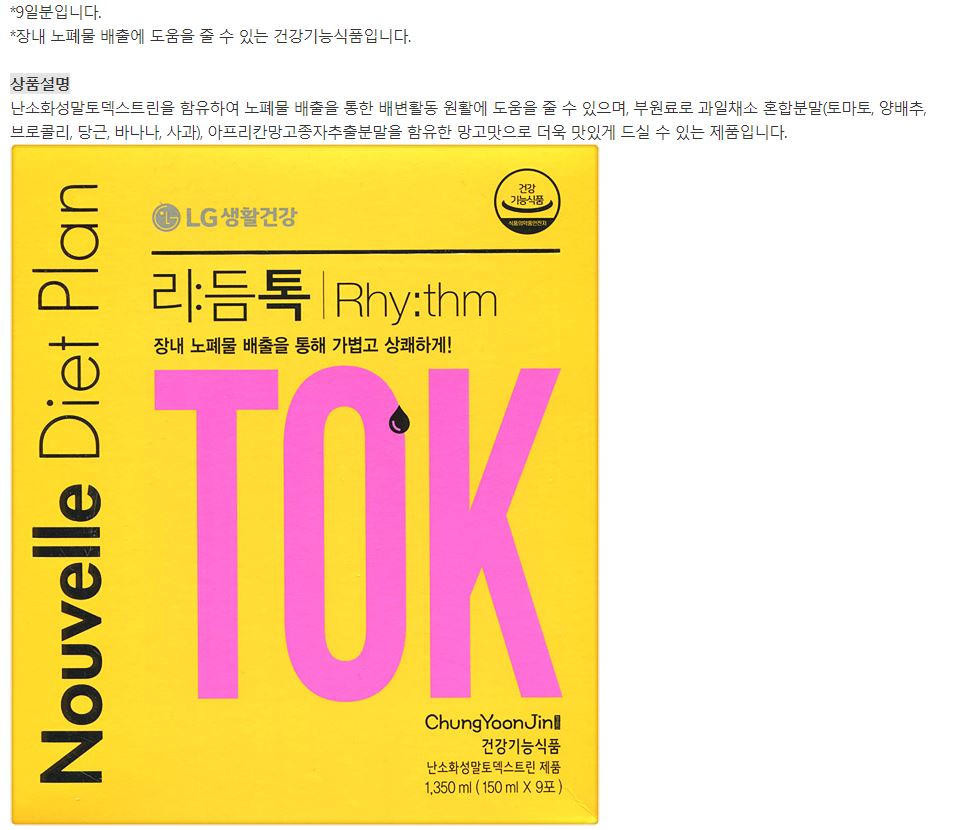 *9일분입니다.
*장내 노폐물 배출에 도움을 줄 수 있는 건강기능식품입니다.
상품설명
난소화성말토덱스트린을 함유하여 노폐물 배출을 통한 배변활동 원활에 도움을 줄 수 있으며, 부원료로 과일채소 혼합분말(토마토, 양배추,
브로콜리, 당근, 바나나, 사과), 아프리칸망고종자추출분말을 함유한 망고맛으로 더욱 맛있게 드실 수 있는 제품입니다.
Nouvelle Diet Plan
건강
기능식품
식품의약품안전처
LG 생활건강
리:듬톡 Rhy:thm
장내 노폐물 배출을 통해 가볍고 상쾌하게!
TOK
ChungYoonJin
건강기능식품
난소화성말토덱스트린 제품
1,350 ml ( 150 ml X 9포 )